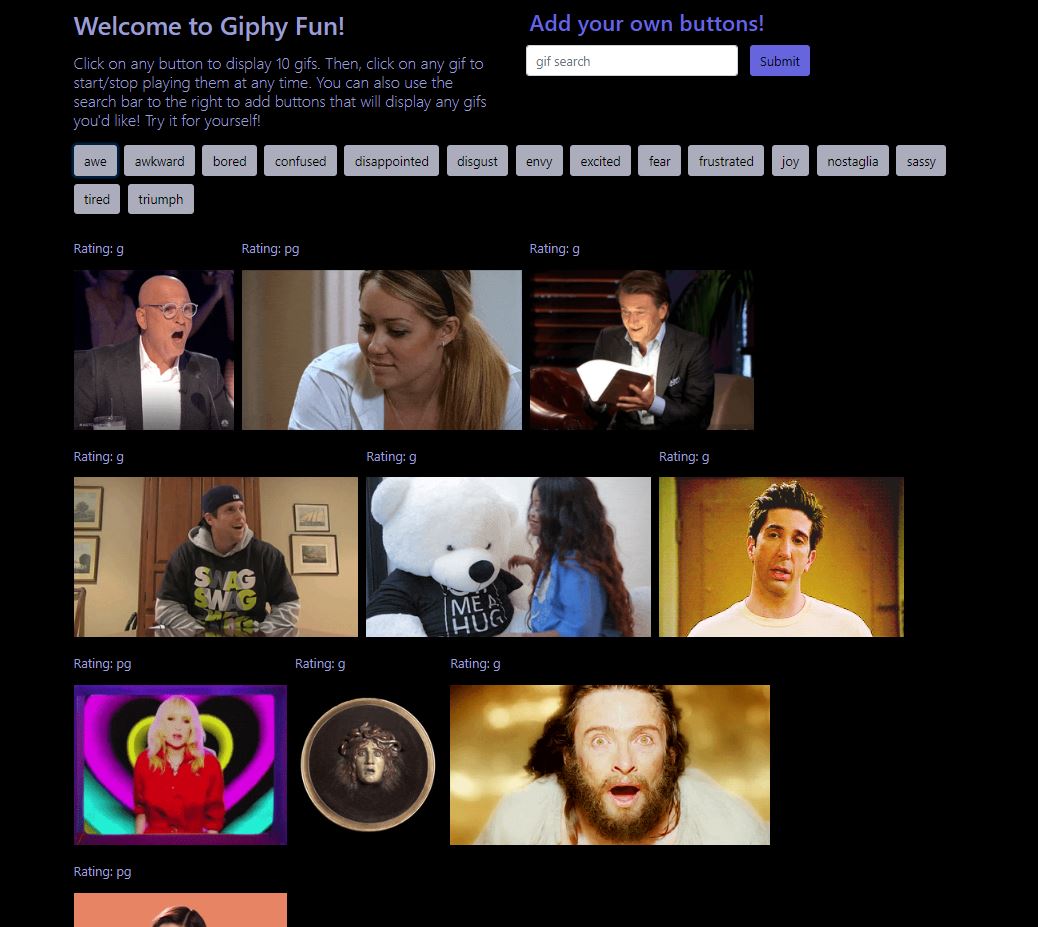 Welcome to Giphy Fun!
Click on any button to display 10 gifs. Then, click on any gif to
start/stop playing them at any time. You can also use the
search bar to the right to add buttons that will display any gifs
you'd like! Try it for yourself!
Add your own buttons!
gif search
Submit
awe awkward bored confused disappointed disgust envy excited fear frustrated joy nostaglia sassy
tired triumph
Rating: g Rating: pg Rating: g
Rating: g Rating: g Rating: g
SWAG
SWAG
ME A
HUG
Rating: pg Rating: g Rating: g
Rating: pg